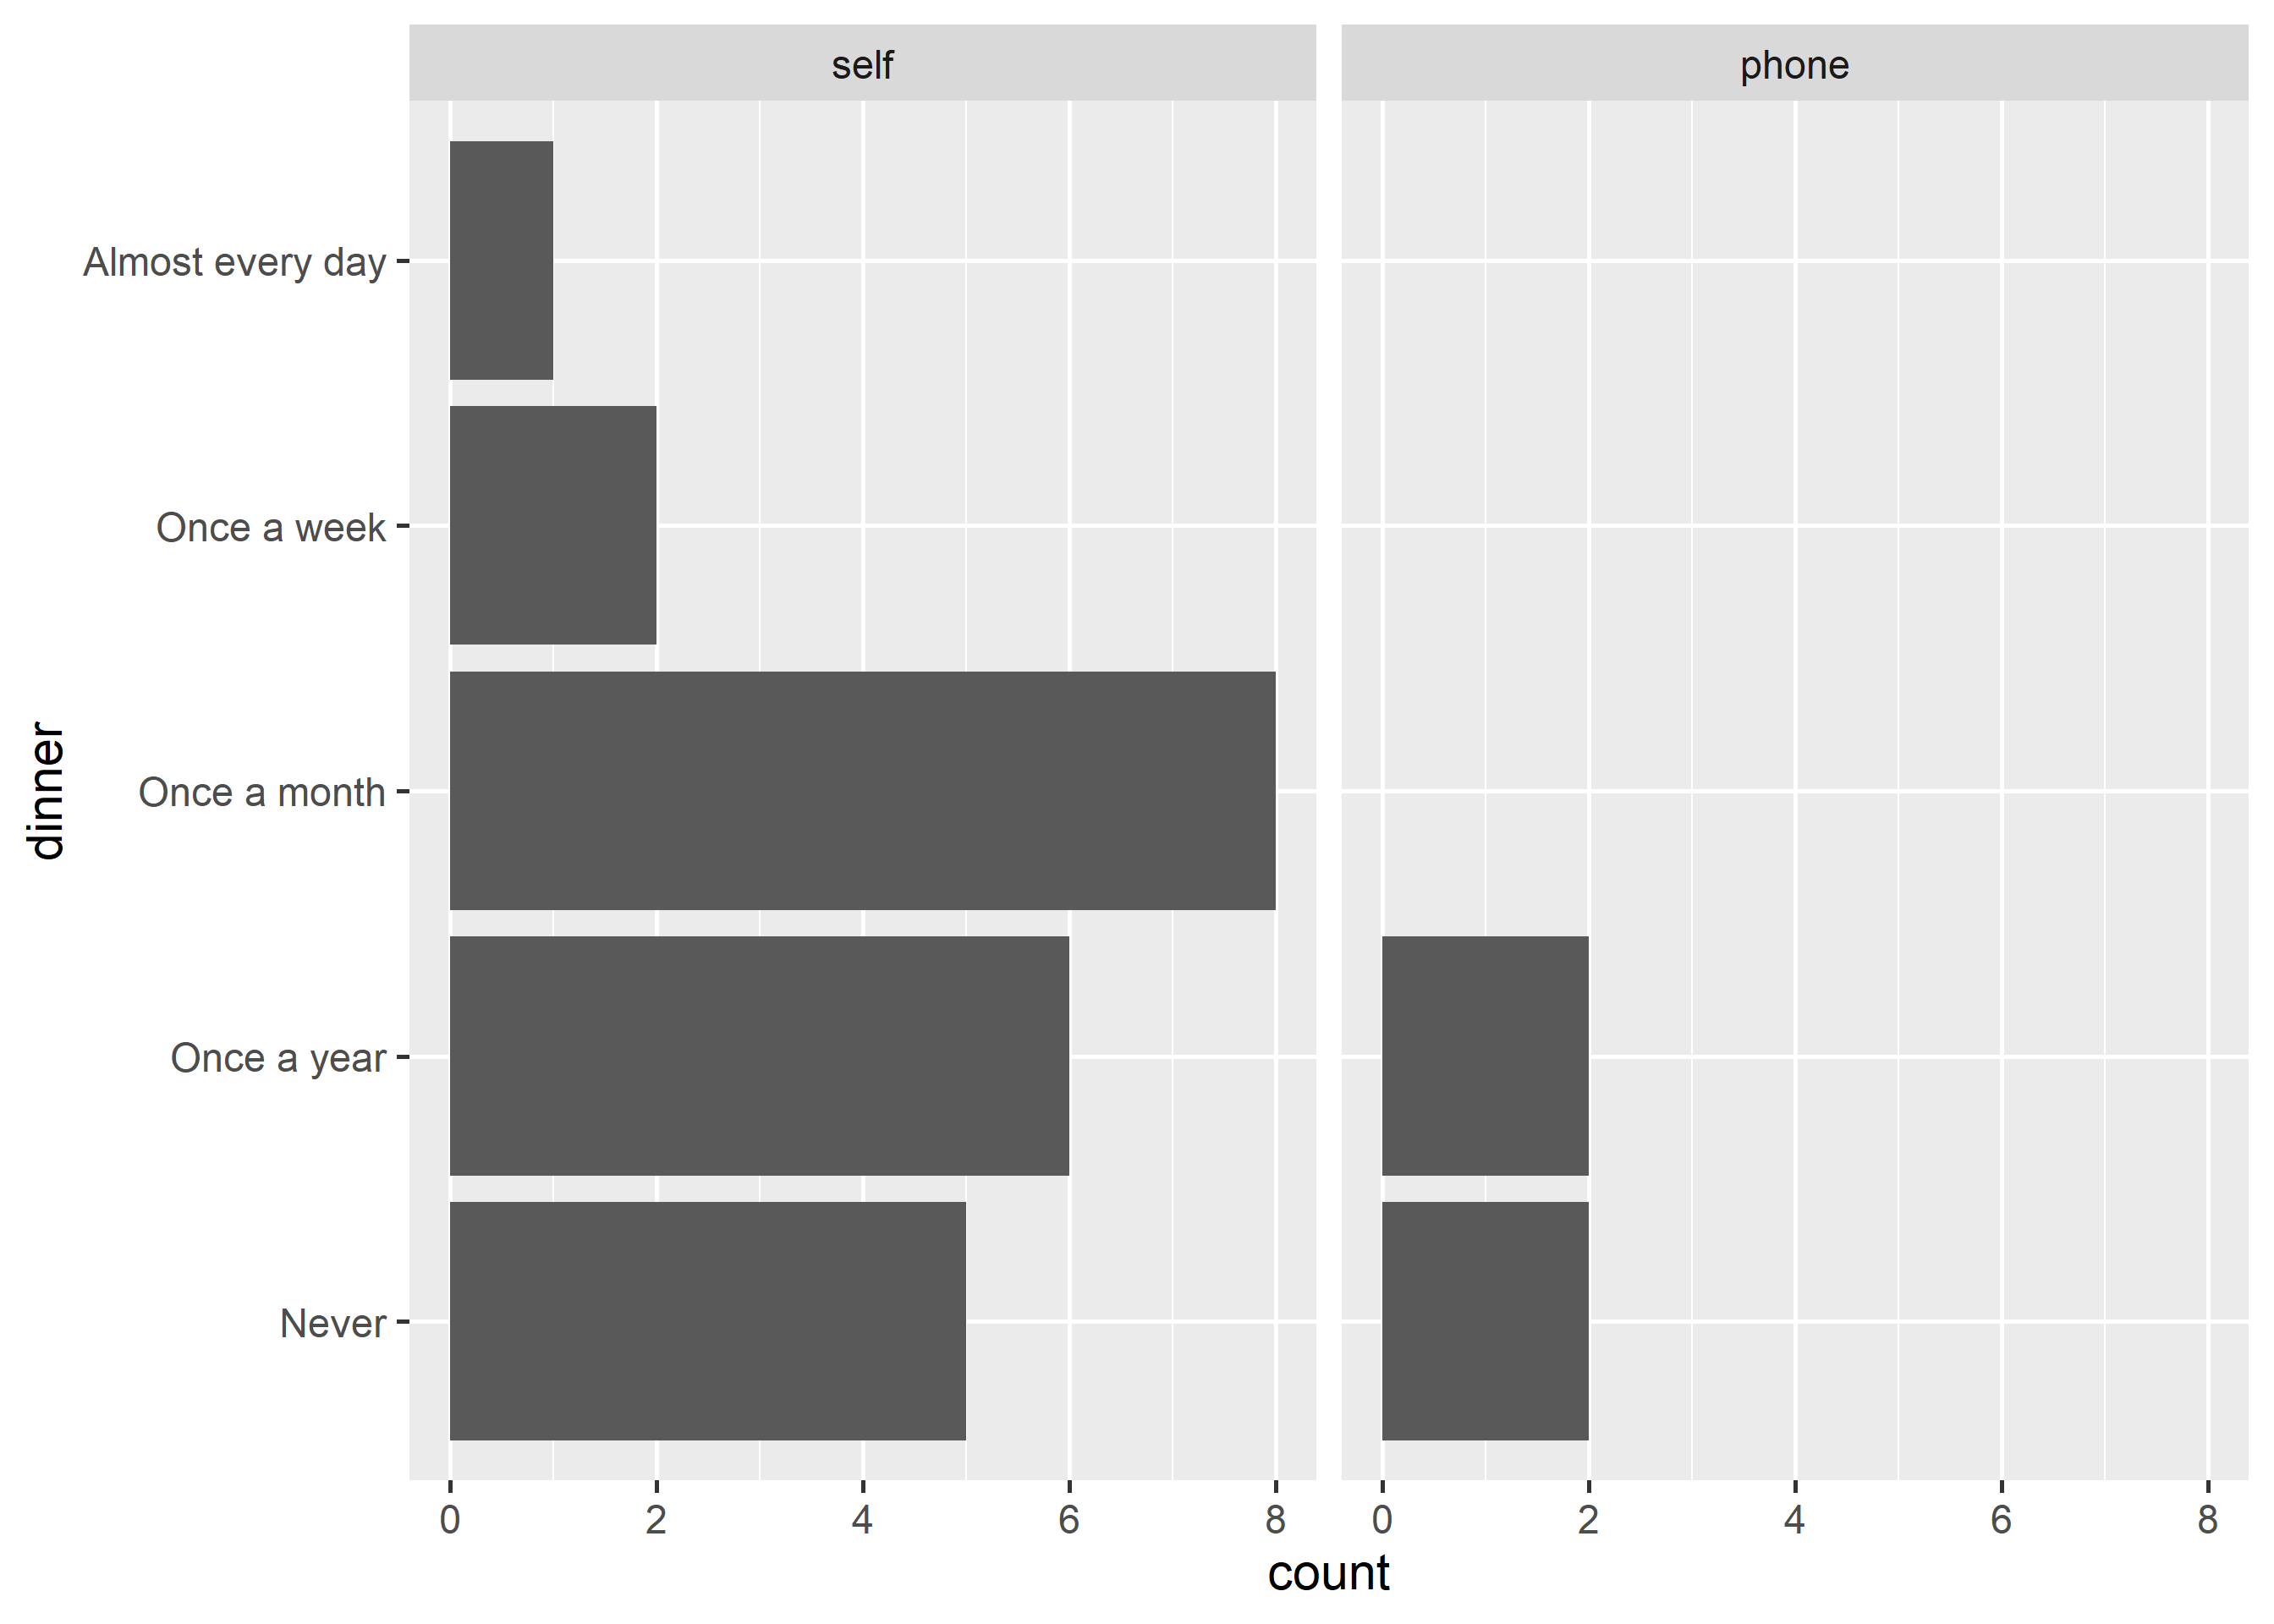 self
phone
Almost every day
Once a week
Once a month
Once a year
Never
dinner
0 2 4 6 8 0 2 4 6 8
count